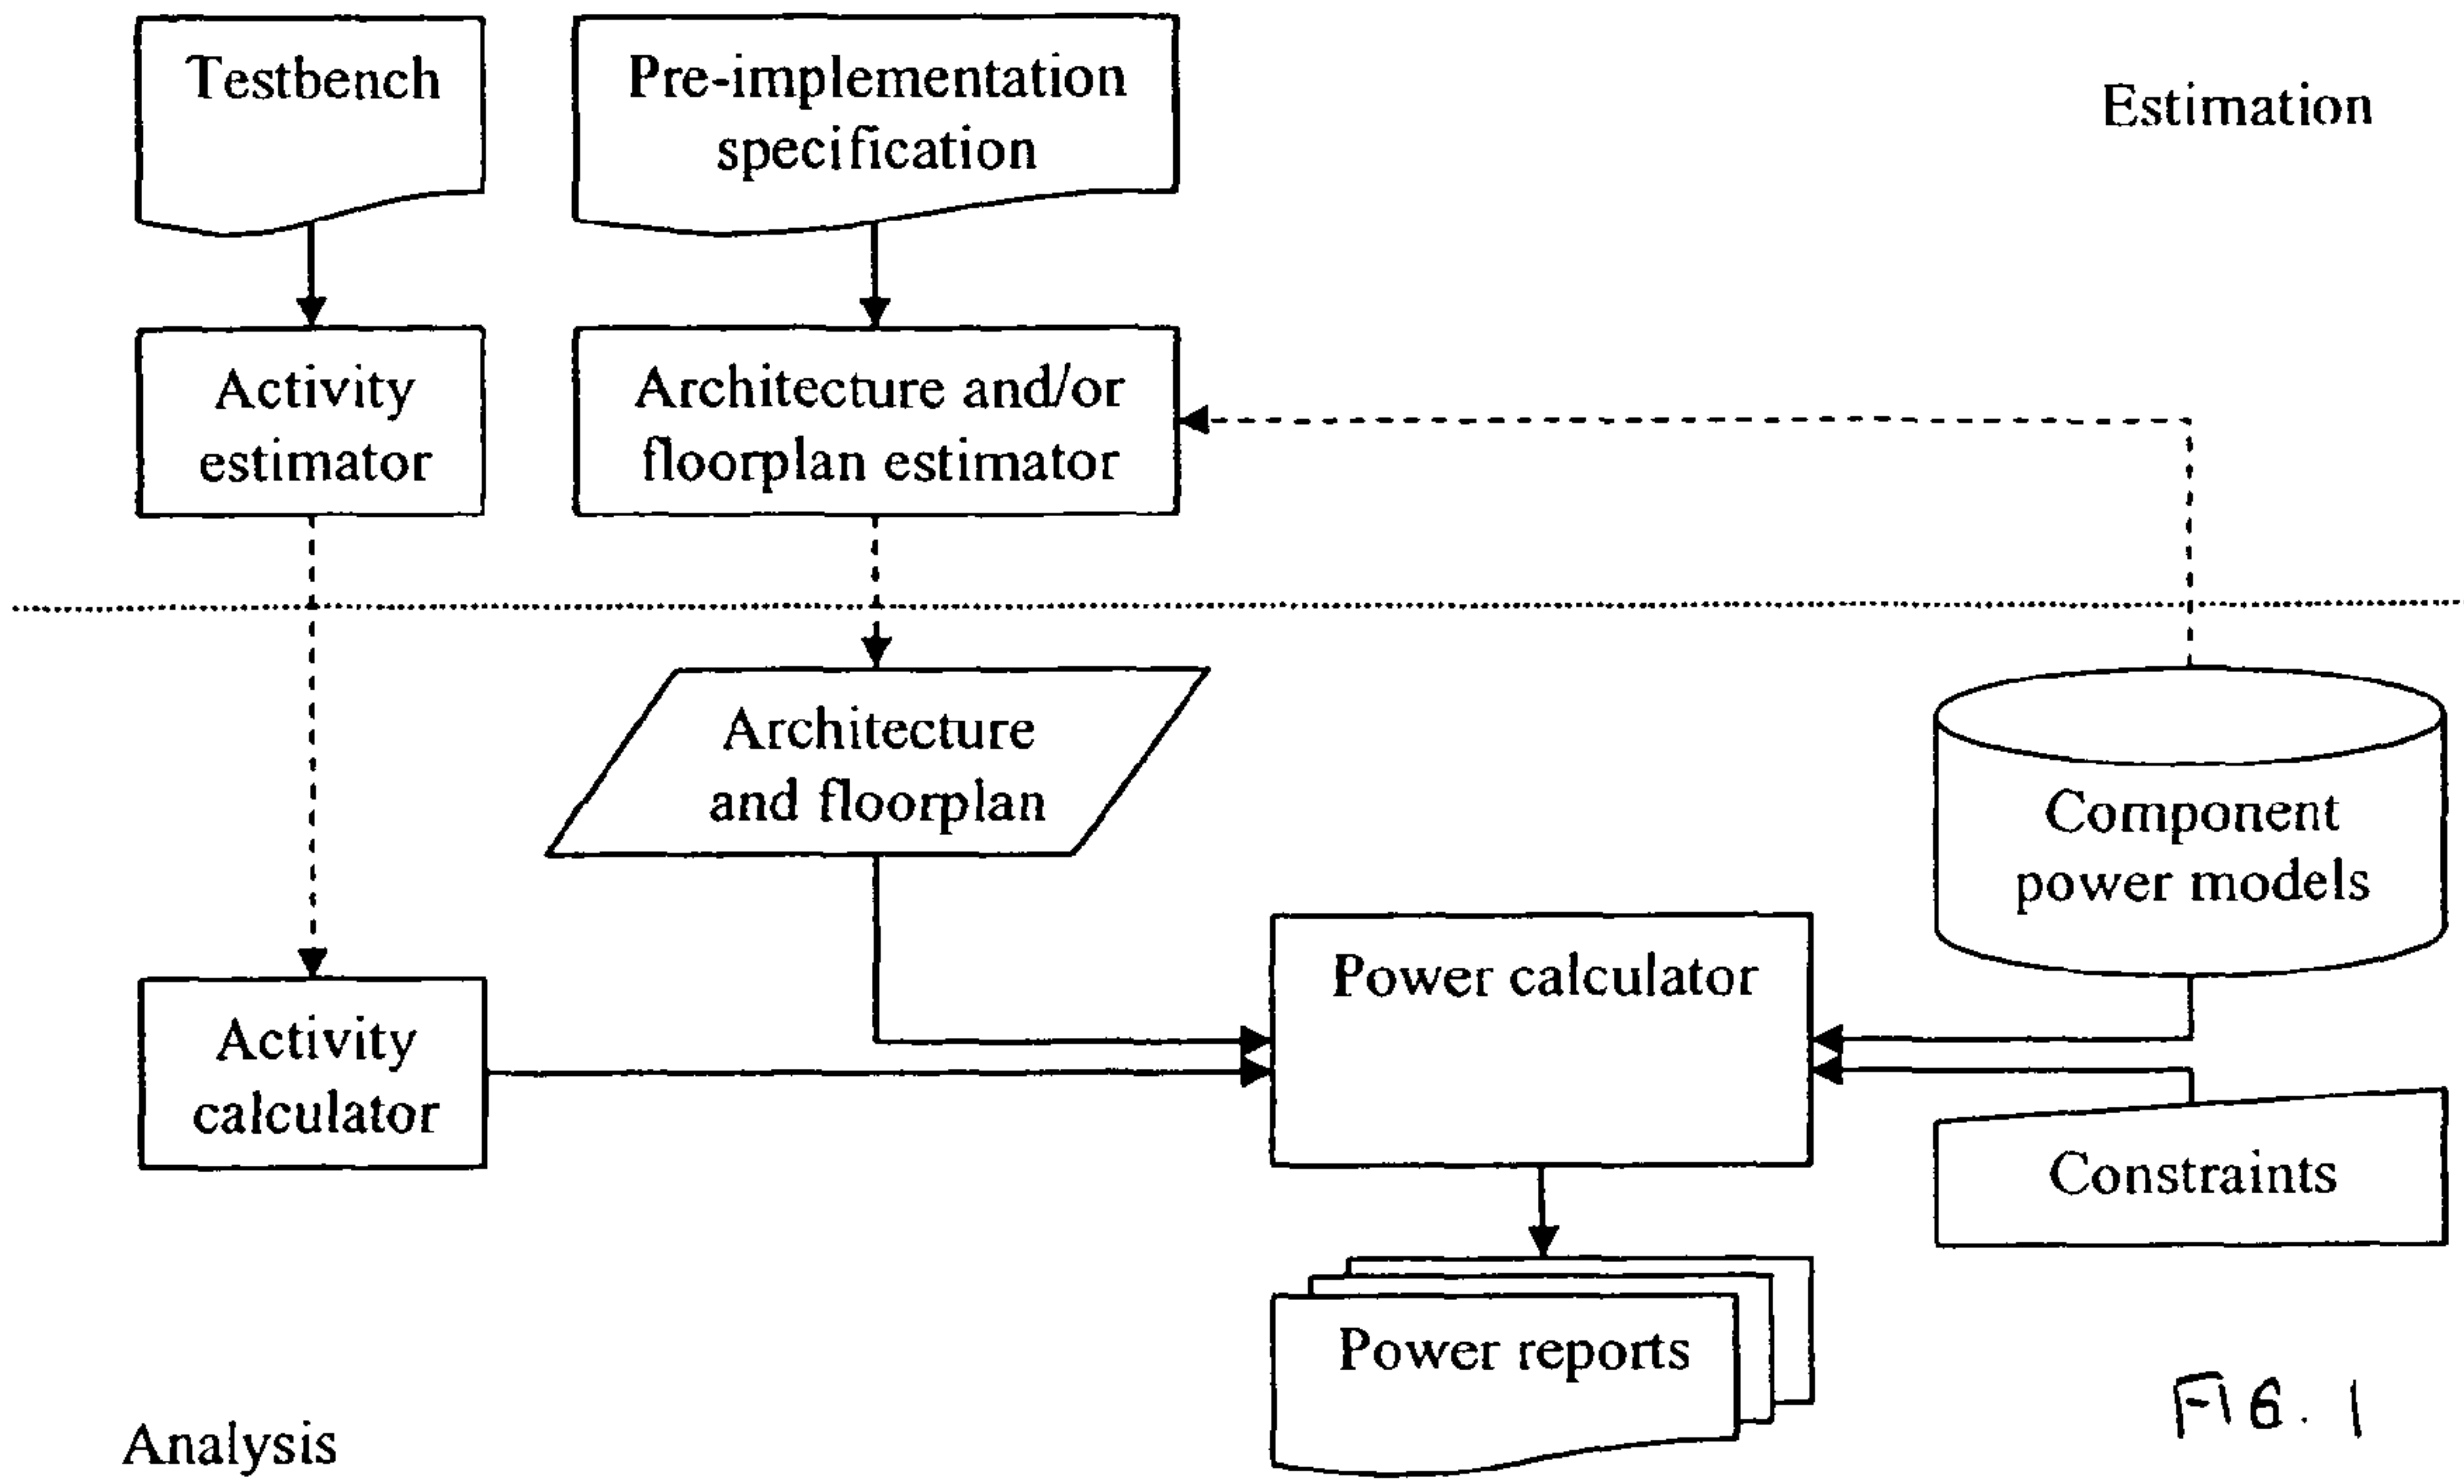 Testbench
Pre-implementation
specification
Estimation
Activity
estimator
Architecture and/or
floorplan estimator
Architecture
and floorplan
Component
power models
Power calculator
Activity
calculator
Constraints
Power reports
Analysis
FIG. 1